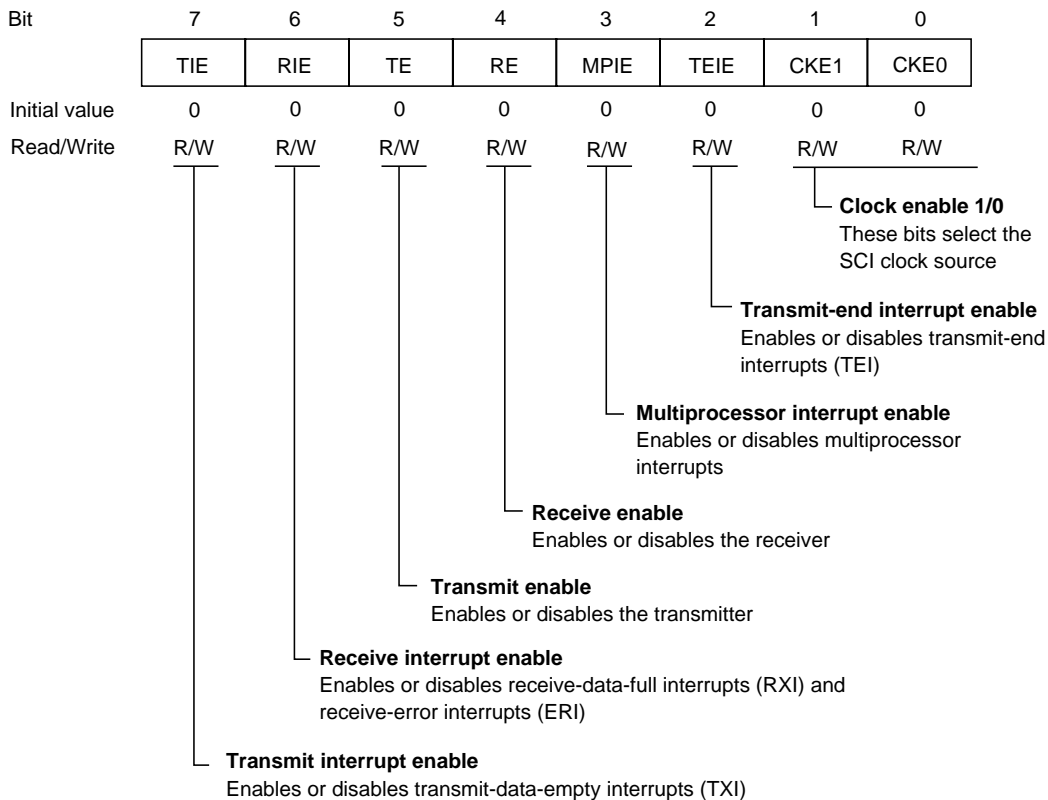 Bit 7 6 5 4 3 2 1 0
TIE RIE TE RE MPIE TEIE CKE1 CKE0
Initial value 0 0 0 0 0 0 0 0
Read/Write R/W R/W R/W R/W R/W R/W R/W R/W
Clock enable 1/0
These bits select the
SCI clock source
Transmit-end interrupt enable
Enables or disables transmit-end
interrupts (TEI)
Multiprocessor interrupt enable
Enables or disables multiprocessor
interrupts
Receive enable
Enables or disables the receiver
Transmit enable
Enables or disables the transmitter
Receive interrupt enable
Enables or disables receive-data-full interrupts (RXI) and
receive-error interrupts (ERI)
Transmit interrupt enable
Enables or disables transmit-data-empty interrupts (TXI)